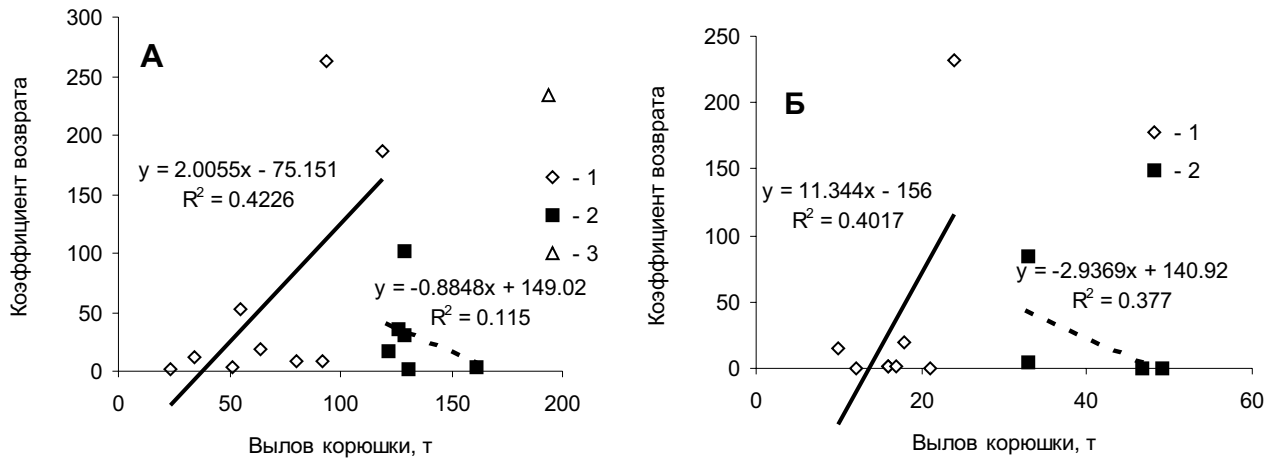 300
250
200
150
100
50
0
Коэффициент возврата
А
y = 2.0055x - 75.151
R² = 0.4226
- 1
- 2
- 3
y = -0.8848x + 149.02
R² = 0.115
0 50 100 150 200
Вылов корюшки, т
250
200
150
100
50
0
Коэффициент возврата
Б
- 1
- 2
y = 11.344x - 156
R² = 0.4017
y = -2.9369x + 140.92
R² = 0.377
0 20 40 60
Вылов корюшки, т